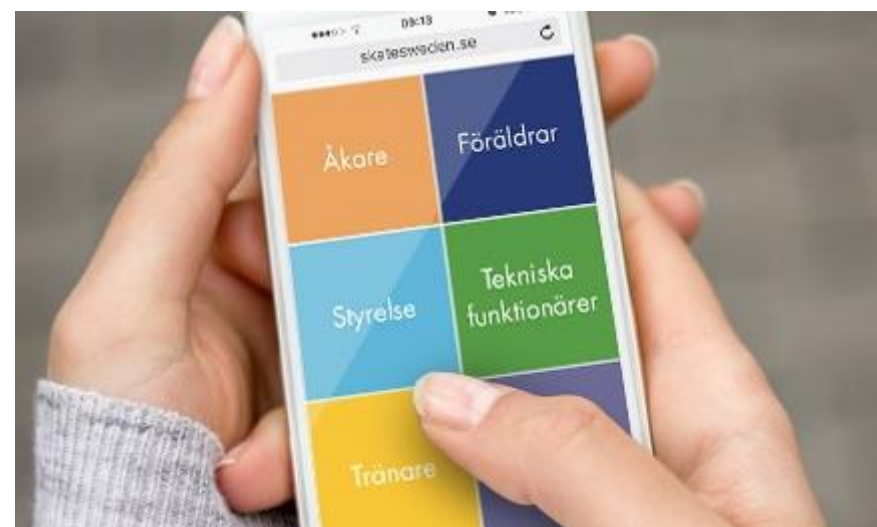 09:13
skatesweden.se
Åkare
Föräldrar
Styrelse
Tekniska
funktionärer
Tränare